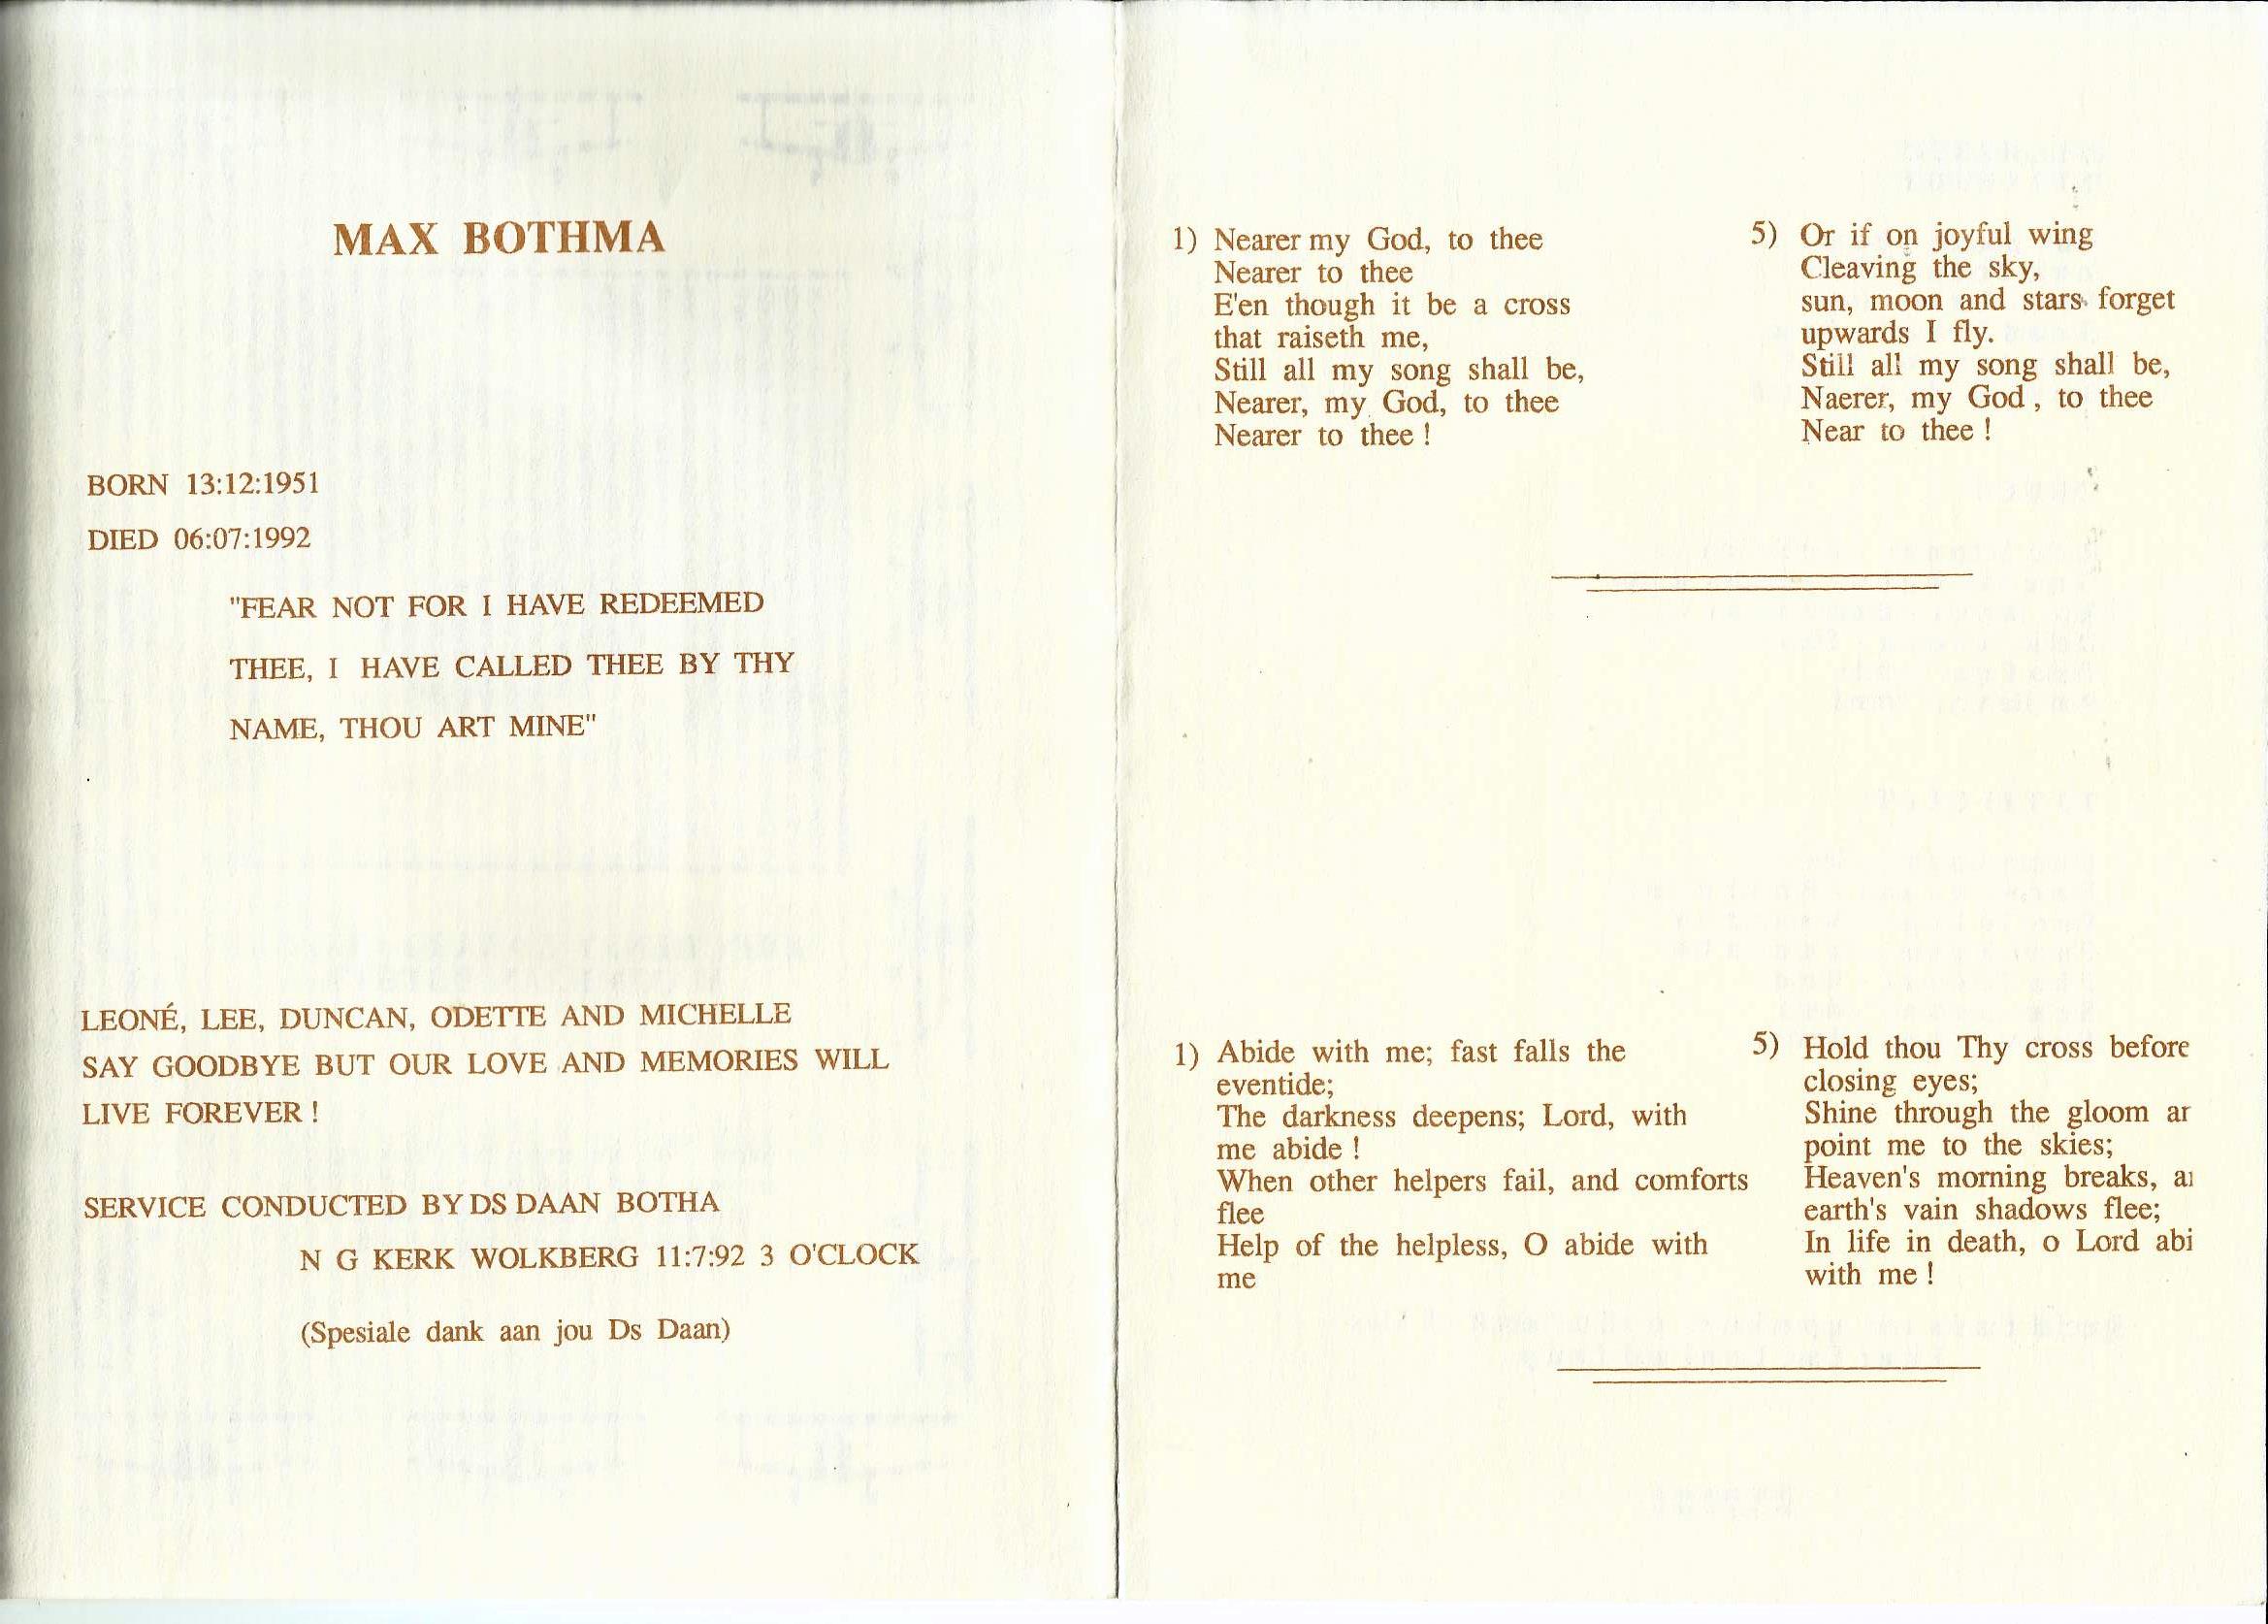 MAX BOTHMA
BORN 13:12:1951
DIED 06:07:1992
"FEAR NOT FOR I HAVE REDEEMED
THEE, I HAVE CALLED THEE BY THY
NAME, THOU ART MINE"
LEONÉ, LEE, DUNCAN, ODETTE AND MICHELLE
SAY GOODBYE BUT OUR LOVE AND MEMORIES WILL
LIVE FOREVER !
SERVICE CONDUCTED BY DS DAAN BOTHA
N G KERK WOLKBERG 11:7:92 3 O'CLOCK
(Spesiale dank aan jou Ds Daan)
1) Nearer my God, to thee
Nearer to thee
E'en though it be a cross
that raiseth me,
Still all my song shall be,
Nearer, my God, to thee
Nearer to thee !
5) Or if on joyful wing
Cleaving the sky,
sun, moon and stars forget
upwards I fly.
Still all my song shall be,
Naerer, my God , to thee
Near to thee !
1) Abide with me; fast falls the
eventide;
The darkness deepens; Lord, with
me abide !
When other helpers fail, and comforts
flee
Help of the helpless, O abide with
me
5) Hold thou Thy cross before
closing eyes;
Shine through the gloom ar
point me to the skies;
Heaven's morning breaks, a
earth's vain shadows flee;
In life in death, o Lord abi
with me !